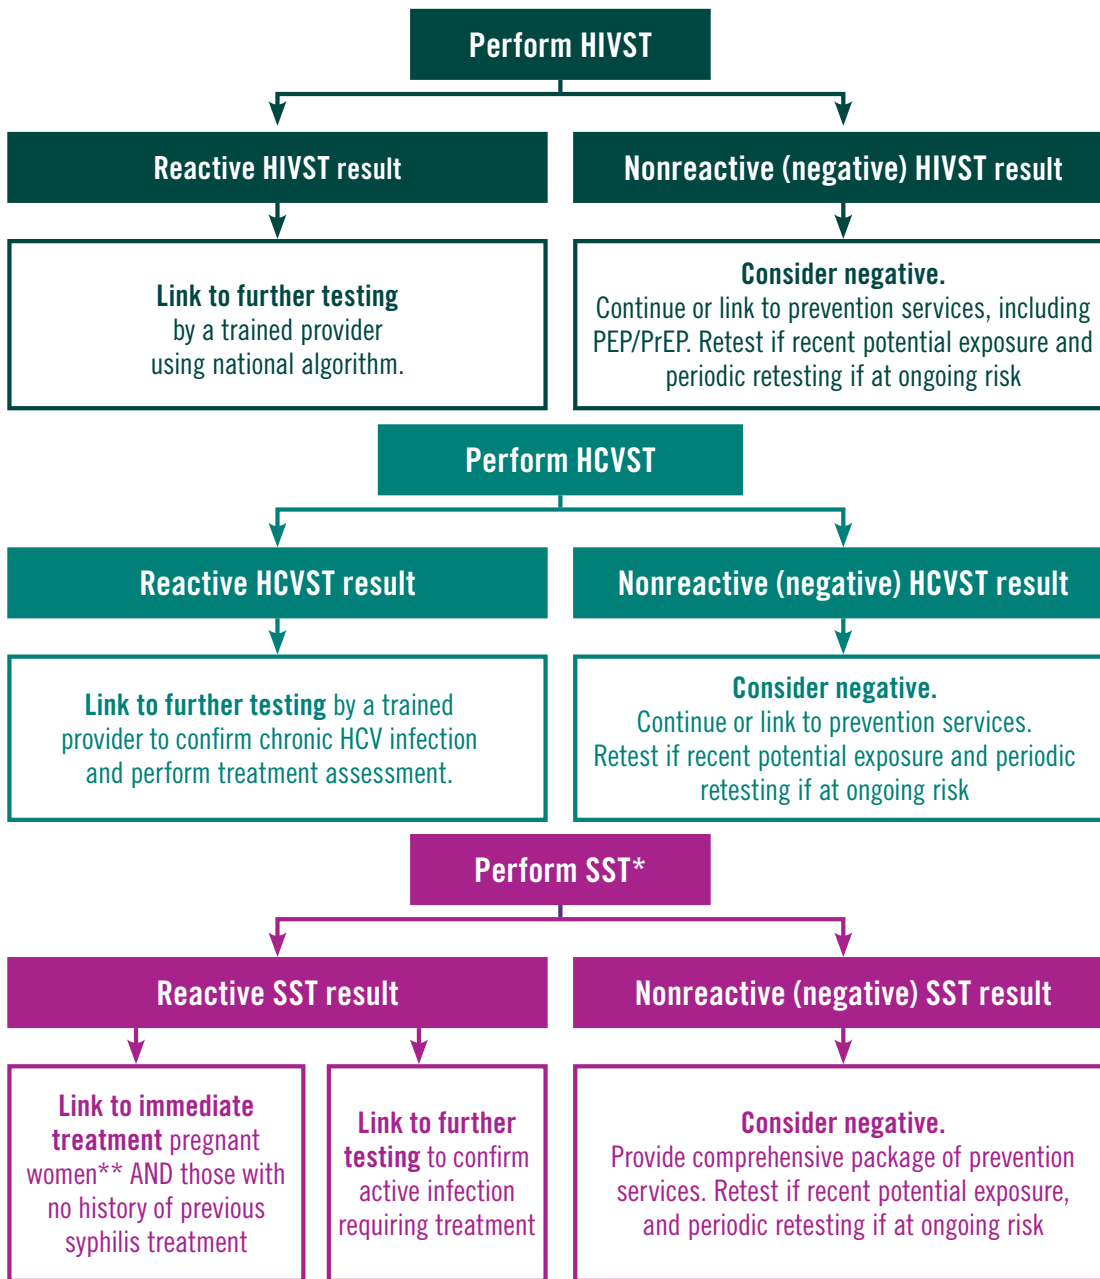 Perform HIVST
Reactive HIVST result
Nonreactive (negative) HIVST result
Link to further testing
by a trained provider
using national algorithm.
Consider negative.
Continue or link to prevention services, including
PEP/PrEP. Retest if recent potential exposure and
periodic retesting if at ongoing risk
Perform HCVST
Reactive HCVST result
Nonreactive (negative) HCVST result
Link to further testing by a trained
provider to confirm chronic HCV infection
and perform treatment assessment.
Consider negative.
Continue or link to prevention services.
Retest if recent potential exposure and periodic
retesting if at ongoing risk
Perform SST*
Reactive SST result
Nonreactive (negative) SST result
Link to immediate
treatment pregnant
women** AND those with
no history of previous
syphilis treatment
Link to further
testing to confirm
active infection
requiring treatment
Consider negative.
Provide comprehensive package of prevention
services. Retest if recent potential exposure,
and periodic retesting if at ongoing risk